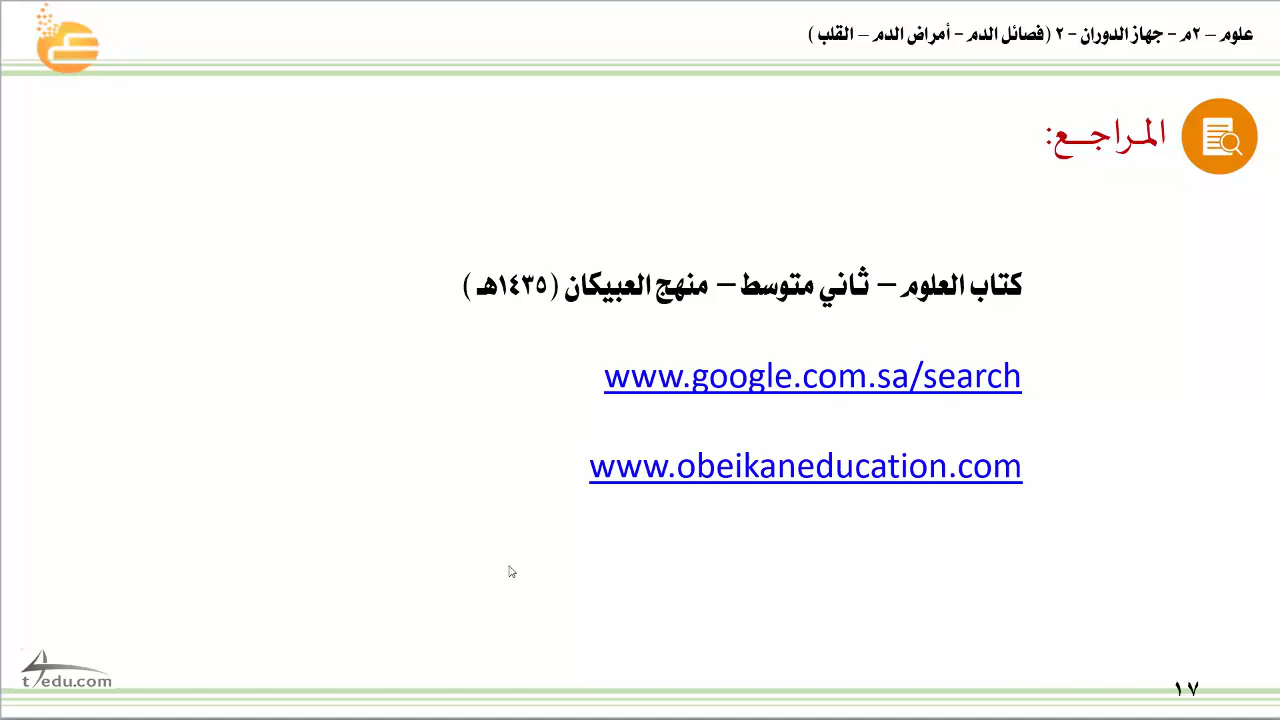 علوم – ٢م - جهاز الدوران - ٢ (فصائل الدم - أمراض الدم – القلب )
المراجع:
كتاب العلوم – ثاني متوسط – منهج العبيكان (١٤٣٥هـ )
www.google.com.sa/search
www.obeikaneducation.com
t4edu.com
١٧